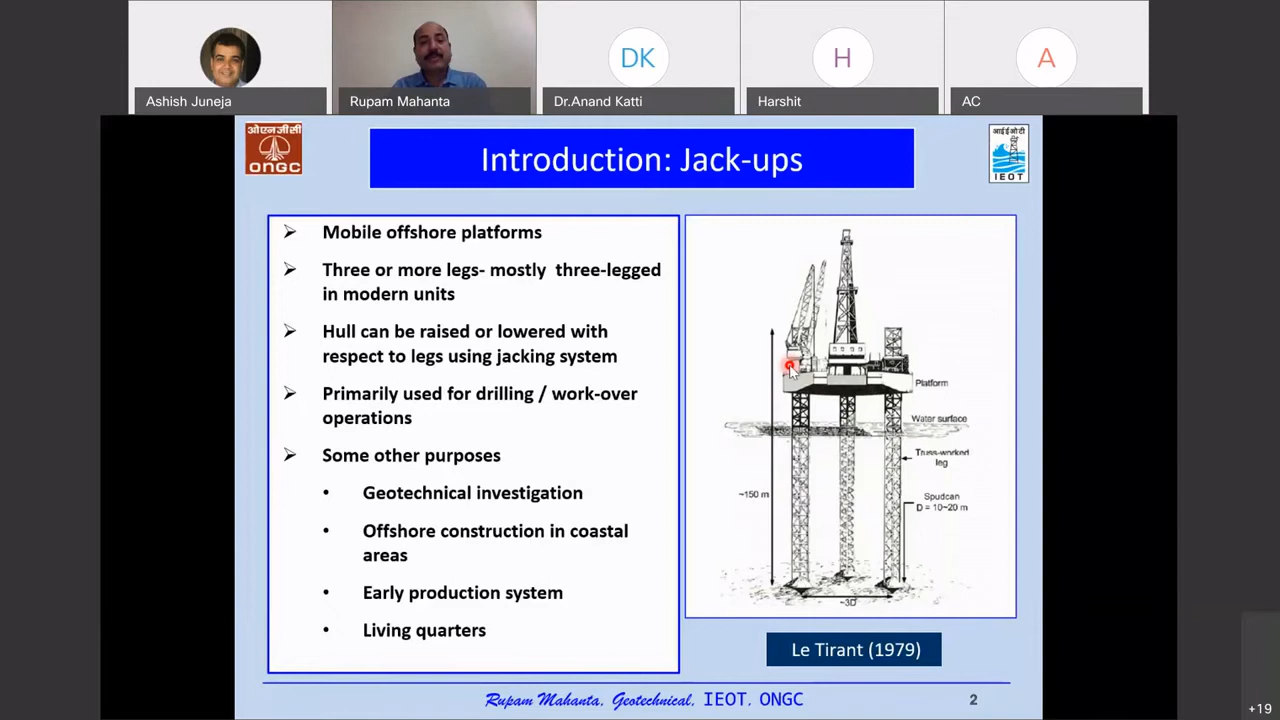 DK
H
A
Ashish Juneja
Rupam Mahanta
Dr.Anand Katti
Harshit
AC
ओएनजीसी
ONGC
Introduction: Jack-ups
आईईओटी
IEOT
Mobile offshore platforms
Three or more legs- mostly three-legged
in modern units
Hull can be raised or lowered with
respect to legs using jacking system
Primarily used for drilling / work-over
operations
Some other purposes
Geotechnical investigation
Offshore construction in coastal
areas
Early production system
Living quarters
Platform
Water surface
Truss-worked
leg
~150 m
Spudcan
D = 10~20 m
~30
Le Tirant (1979)
Rupam Mahanta, Geotechnical, IEOT, ONGC
2
+19